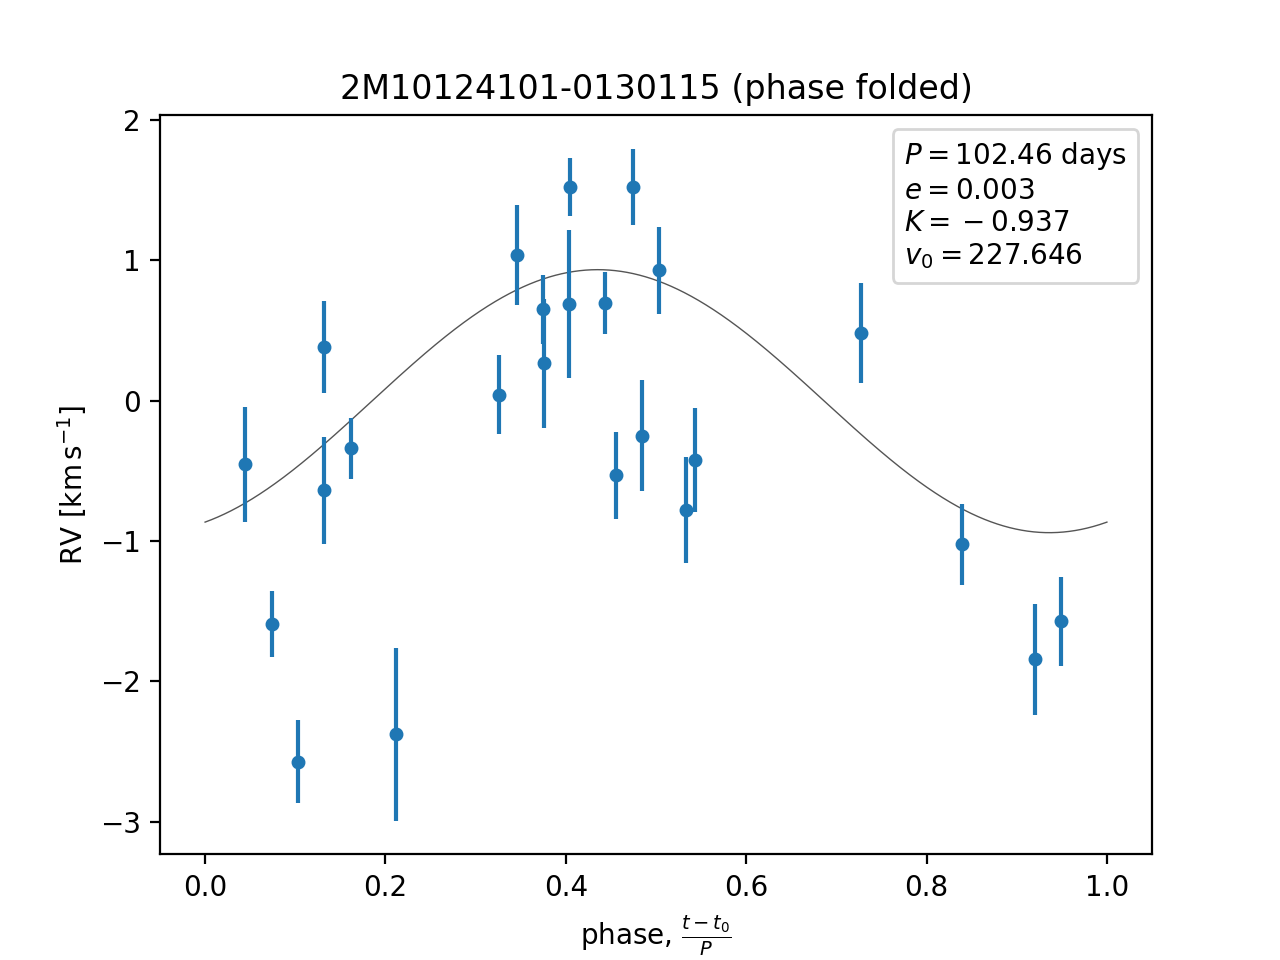 2M10124101-0130115 (phase folded)
P = 102.46 days
e = 0.003
K = −0.937
v₀ = 227.646
RV [km s⁻¹]
2
1
0
−1
−2
−3
0.0 0.2 0.4 0.6 0.8 1.0
phase, (t − t₀)/P